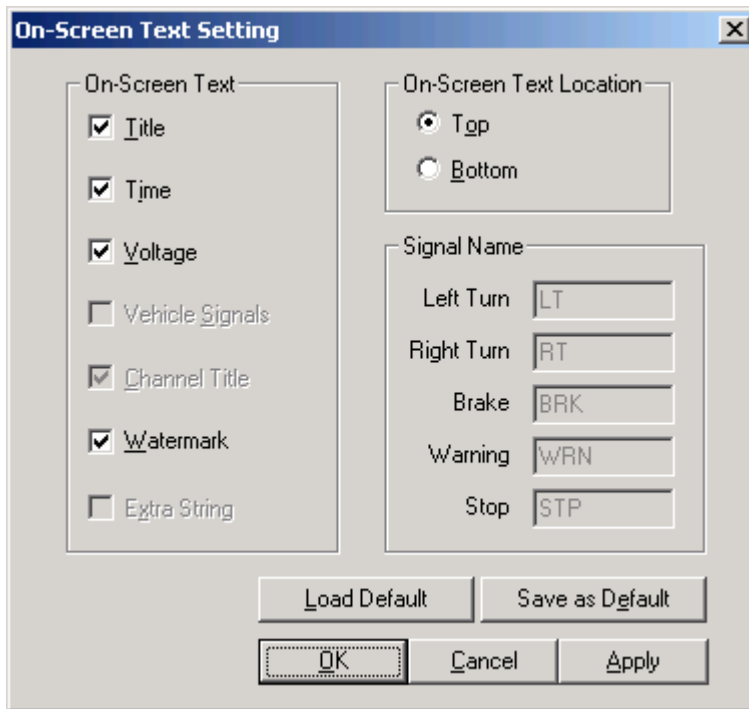 On-Screen Text Setting
On-Screen Text
Title
Time
Voltage
Vehicle Signals
Channel Title
Watermark
Extra String
On-Screen Text Location
Top
Bottom
Signal Name
Left Turn LT
Right Turn RT
Brake BRK
Warning WRN
Stop STP
Load Default Save as Default
OK Cancel Apply